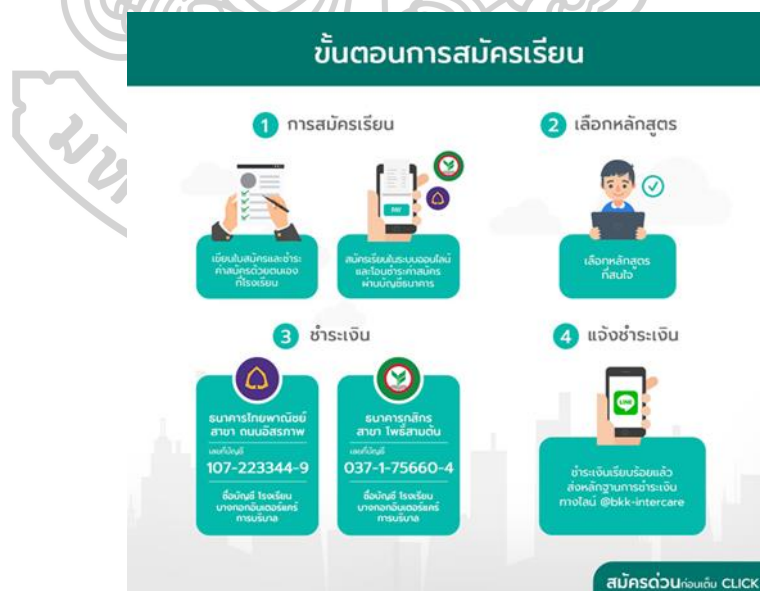 ขั้นตอนการสมัครเรียน
1 การสมัครเรียน
เขียนใบสมัครและชำระ
ค่าสมัครด้วยตนเอง
ที่โรงเรียน
PAY
สมัครเรียนในระบบออนไลน์
และโอนชำระค่าสมัคร
ผ่านบัญชีธนาคาร
2 เลือกหลักสูตร
เลือกหลักสูตร
ที่สนใจ
3 ชำระเงิน
ธนาคารไทยพาณิชย์
สาขา ถนนอิสรภาพ
เลขที่บัญชี
107-223344-9
ชื่อบัญชี โรงเรียน
บางกอกอินเตอร์แคร์
การบริบาล
ธนาคารกสิกร
สาขา โพธิ์สามต้น
เลขที่บัญชี
037-1-75660-4
ชื่อบัญชี โรงเรียน
บางกอกอินเตอร์แคร์
การบริบาล
4 แจ้งชำระเงิน
LINE
ชำระเงินเรียบร้อยแล้ว
ส่งหลักฐานการชำระเงิน
ทางไลน์ @bkk-intercare
สมัครด่วนก่อนเต็ม CLICK